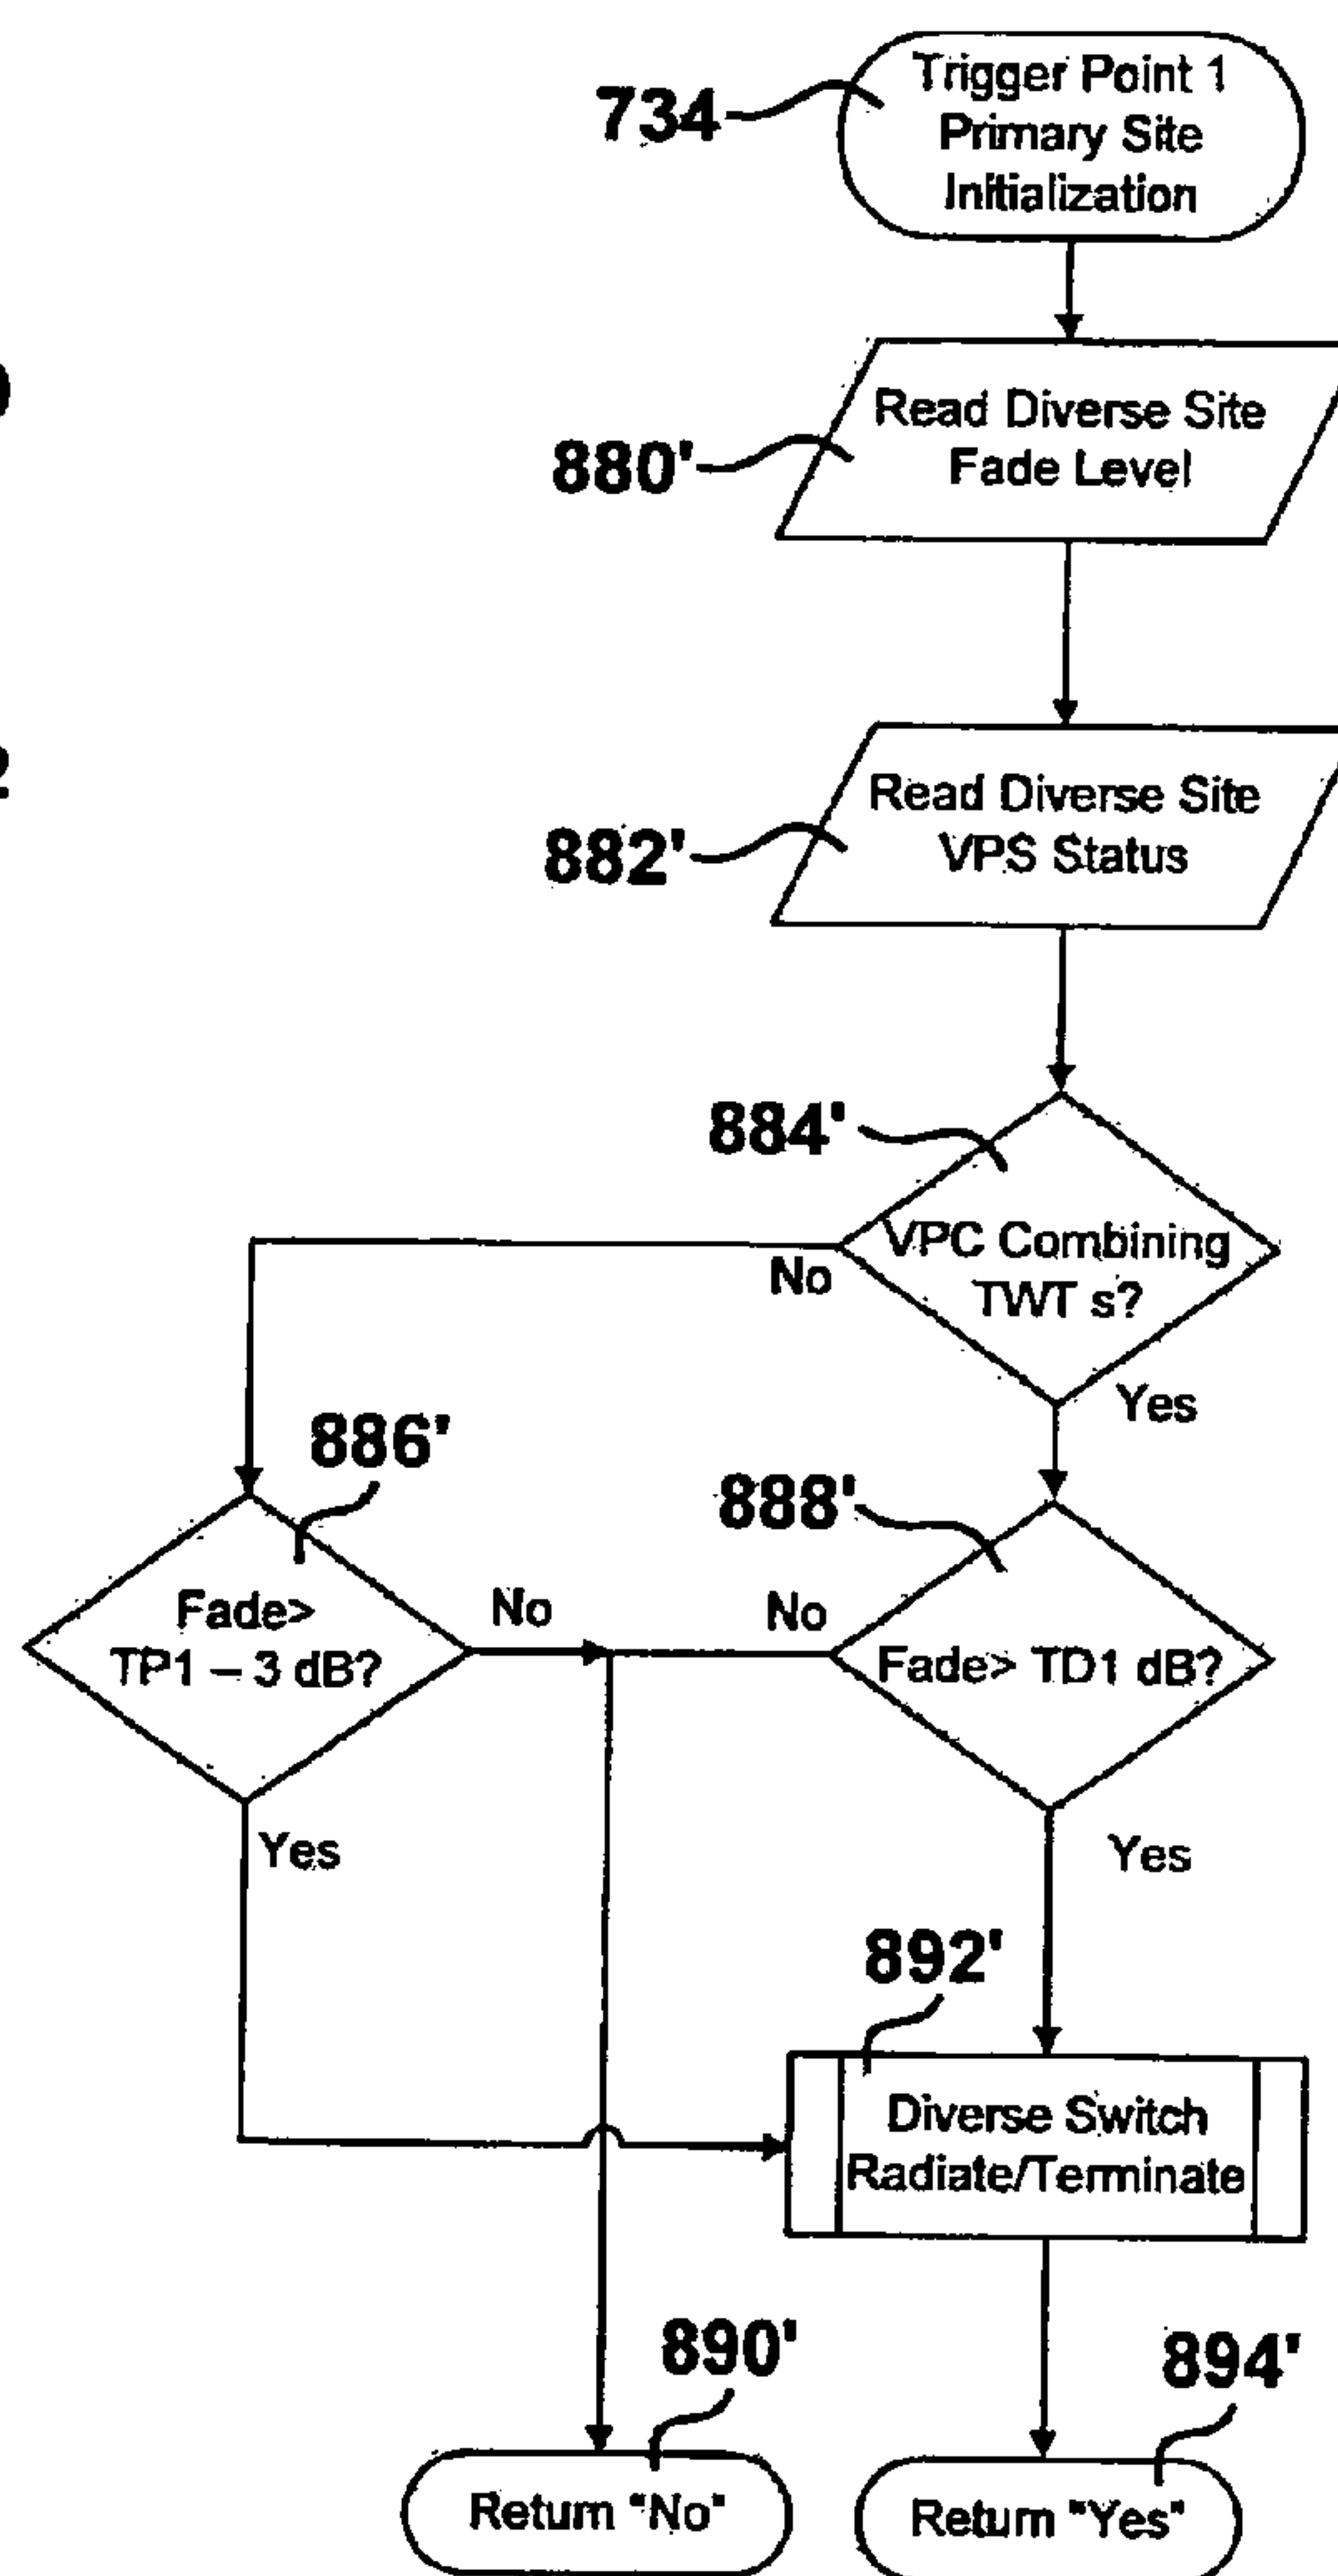 734
Trigger Point 1
Primary Site
Initialization
880'
Read Diverse Site
Fade Level
882'
Read Diverse Site
VPS Status
884'
VPC Combining
TWT s?
No
Yes
886'
888'
Fade>
TP1 – 3 dB?
No
No
Fade> TD1 dB?
Yes
Yes
892'
Diverse Switch
Radiate/Terminate
890'
894'
Return "No"
Return "Yes"